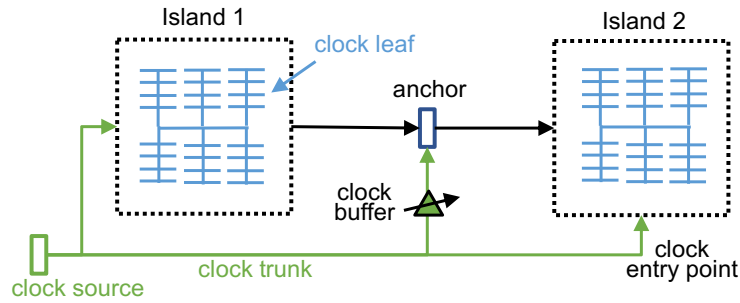 Island 1
Island 2
clock leaf
anchor
clock
buffer
clock trunk
clock
entry point
clock source